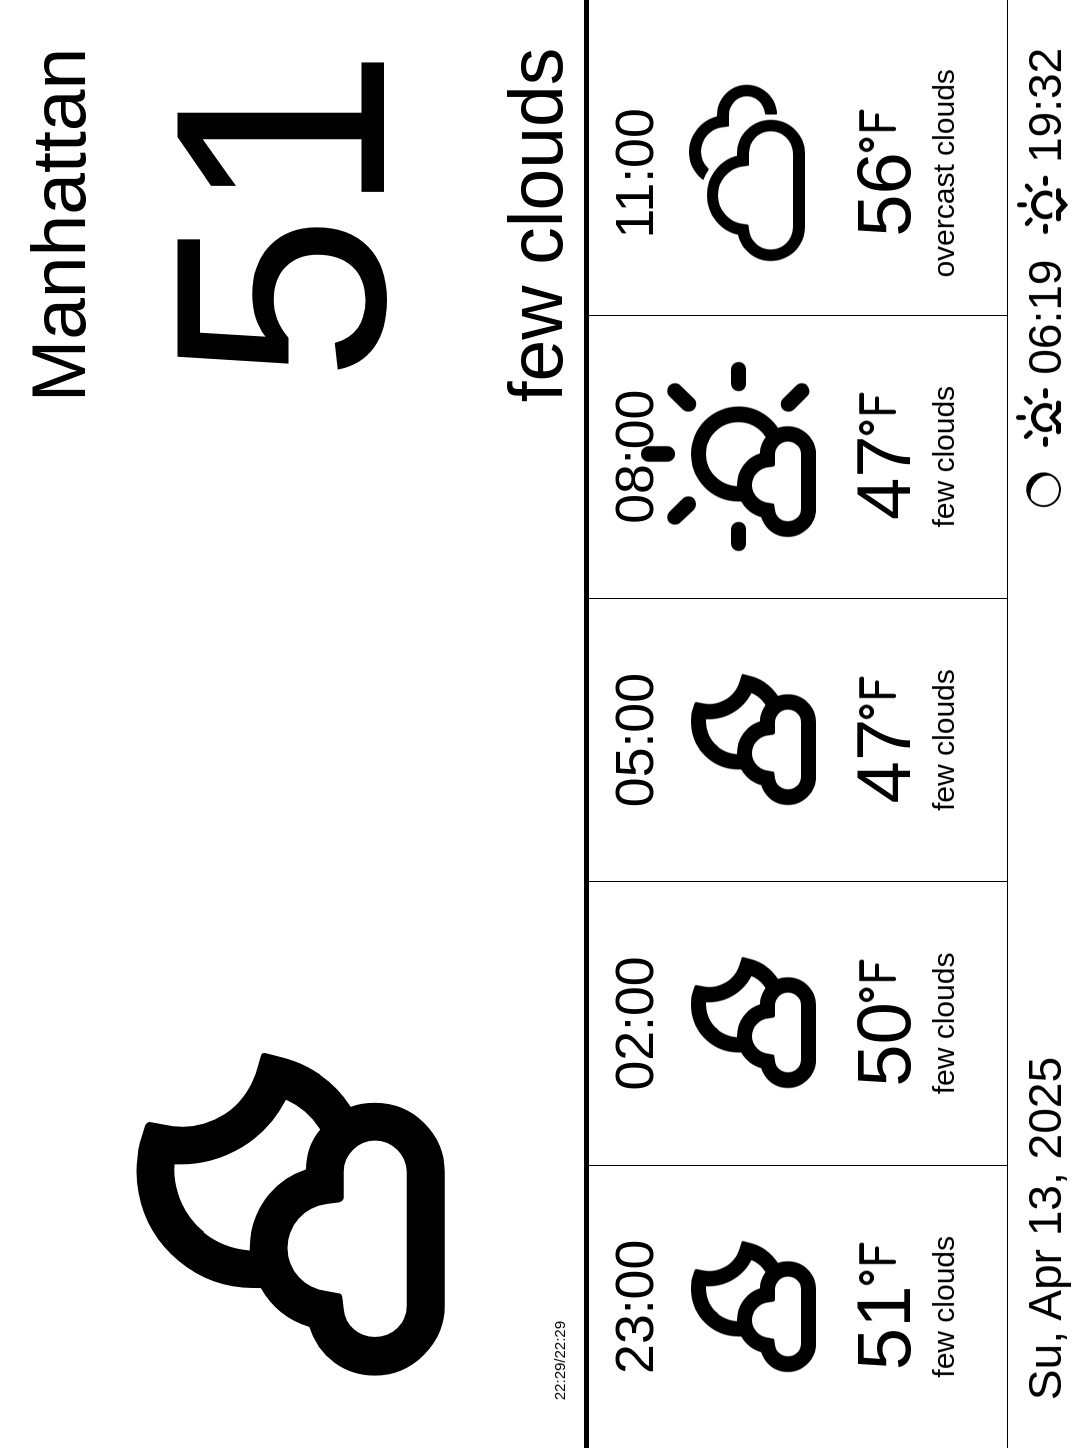 Manhattan
51
few clouds
22:29/22:29
23:00
51°F
few clouds
02:00
50°F
few clouds
05:00
47°F
few clouds
08:00
47°F
few clouds
11:00
56°F
overcast clouds
Su, Apr 13, 2025
06:19
19:32